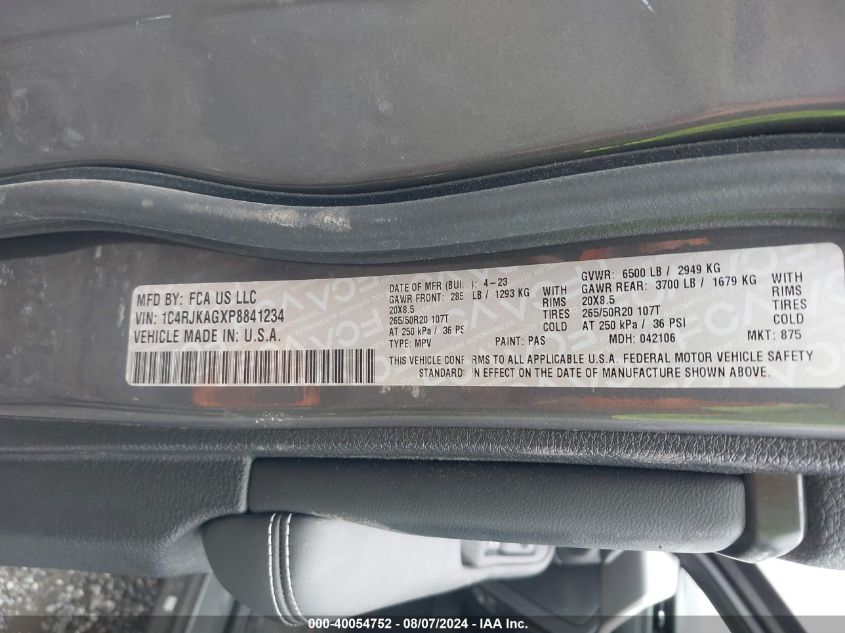 MFD BY: FCA US LLC
VIN: 1C4RJKAGXP8841234
VEHICLE MADE IN U.S.A.
DATE OF MFR 4-23
GAWR FRONT: LB / 1293 KG WITH
20X8.5 RIMS
265/50R20 107T TIRES
AT 250 kPa / 36 COLD
TYPE: MPV PAINT: PAS
GVWR: 6500 LB / 2949 KG
GAWR REAR: 3700 LB / 1679 KG WITH
20X8.5 RIMS
265/50R20 107T TIRES
AT 250 kPa / 36 PSI COLD
MDH: 042106 MKT: 875
THIS VEHICLE TO ALL APPLICABLE U.S.A. FEDERAL MOTOR VEHICLE SAFETY
IN EFFECT ON THE DATE OF MANUFACTURE SHOWN ABOVE.
000-40054752 - 08/07/2024 - IAA Inc.